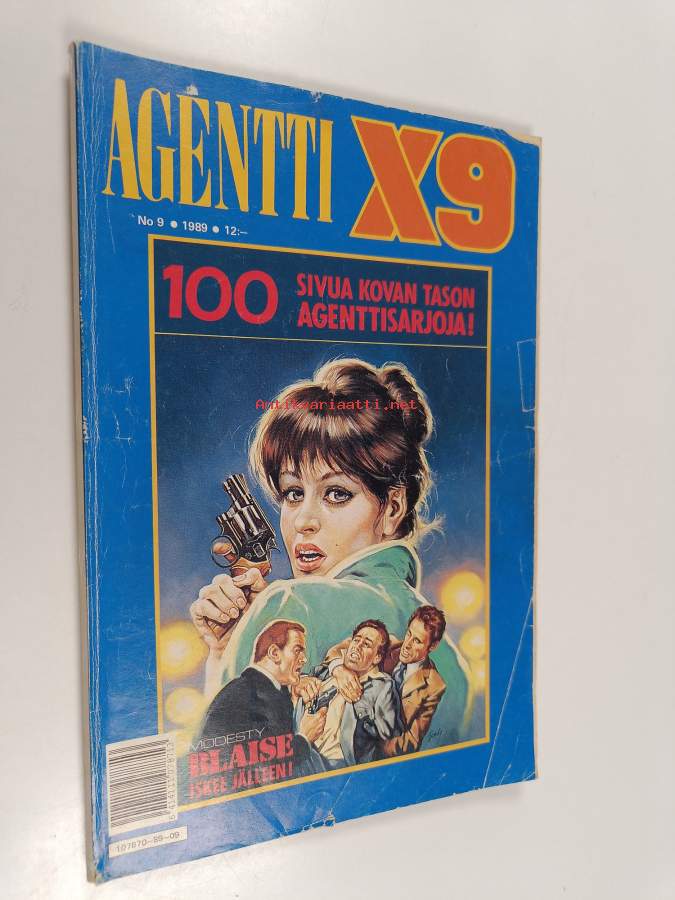 AGENTTI X9
No 9 ● 1989 ● 12:–
100 SIVUA KOVAN TASON
AGENTTISARJOJA!
Antikvariaatti.net
MODESTY
BLAISE
ISKEE JÄLLEEN!
107870-89-09